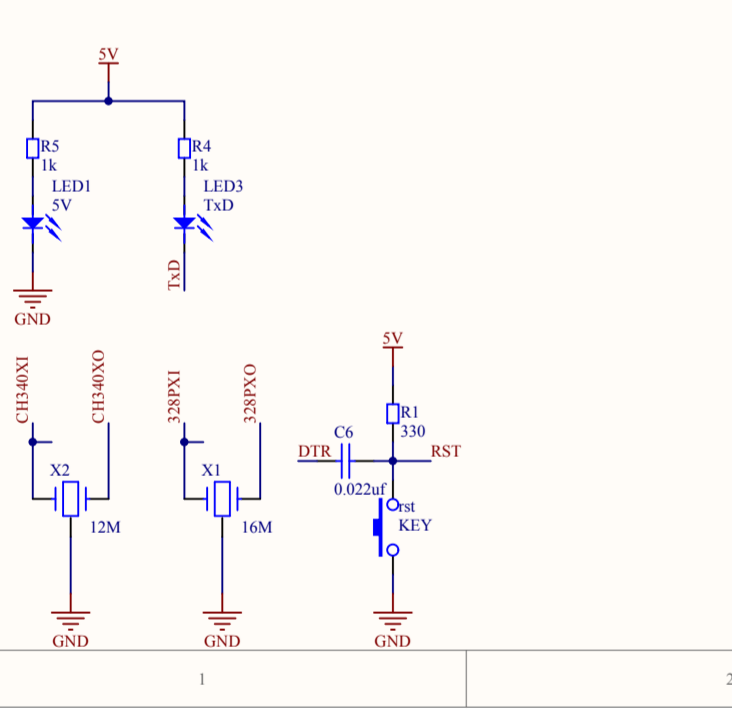 5V
R5
1k
LED1
5V
R4
1k
LED3
TxD
TxD
GND
CH340XI
CH340XO
328PXI
328PXO
X2
12M
GND
X1
16M
GND
5V
R1
330
C6
DTR
RST
0.022uf
rst
KEY
GND
1
2